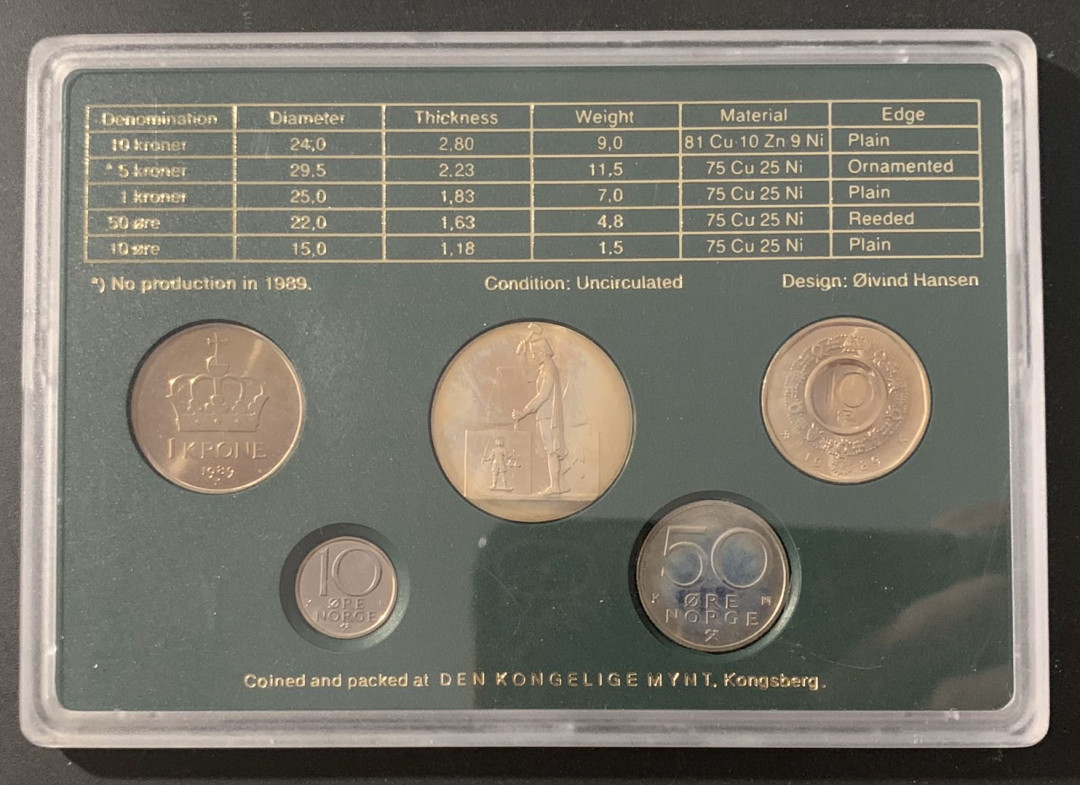 Denomination Diameter Thickness Weight Material Edge
10 kroner 24,0 2,80 9,0 81 Cu 10 Zn 9 Ni Plain
* 5 kroner 29,5 2,23 11,5 75 Cu 25 Ni Ornamented
1 kroner 25,0 1,83 7,0 75 Cu 25 Ni Plain
50 øre 22,0 1,63 4,8 75 Cu 25 Ni Reeded
10 øre 15,0 1,18 1,5 75 Cu 25 Ni Plain
*) No production in 1989. Condition: Uncirculated Design: Øivind Hansen
1 KRONE
1989
10
KR
1989
10
ØRE
NORGE
50
K ØRE
NORGE
Coined and packed at DEN KONGELIGE MYNT, Kongsberg.